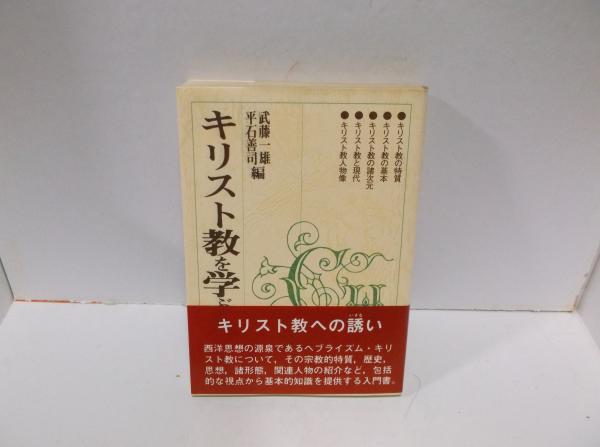 ● キリスト教の特質
● キリスト教の基本
● キリスト教の諸次元
● キリスト教と現代
● キリスト教人物像
武藤一雄
平石善司 編
キリスト教を学ぶ
キリスト教への誘い
いざな
西洋思想の源泉であるヘブライズム・キリ
スト教について，その宗教的特質，歴史，
思想，諸形態，関連人物の紹介など，包括
的な視点から基本的知識を提供する入門書。